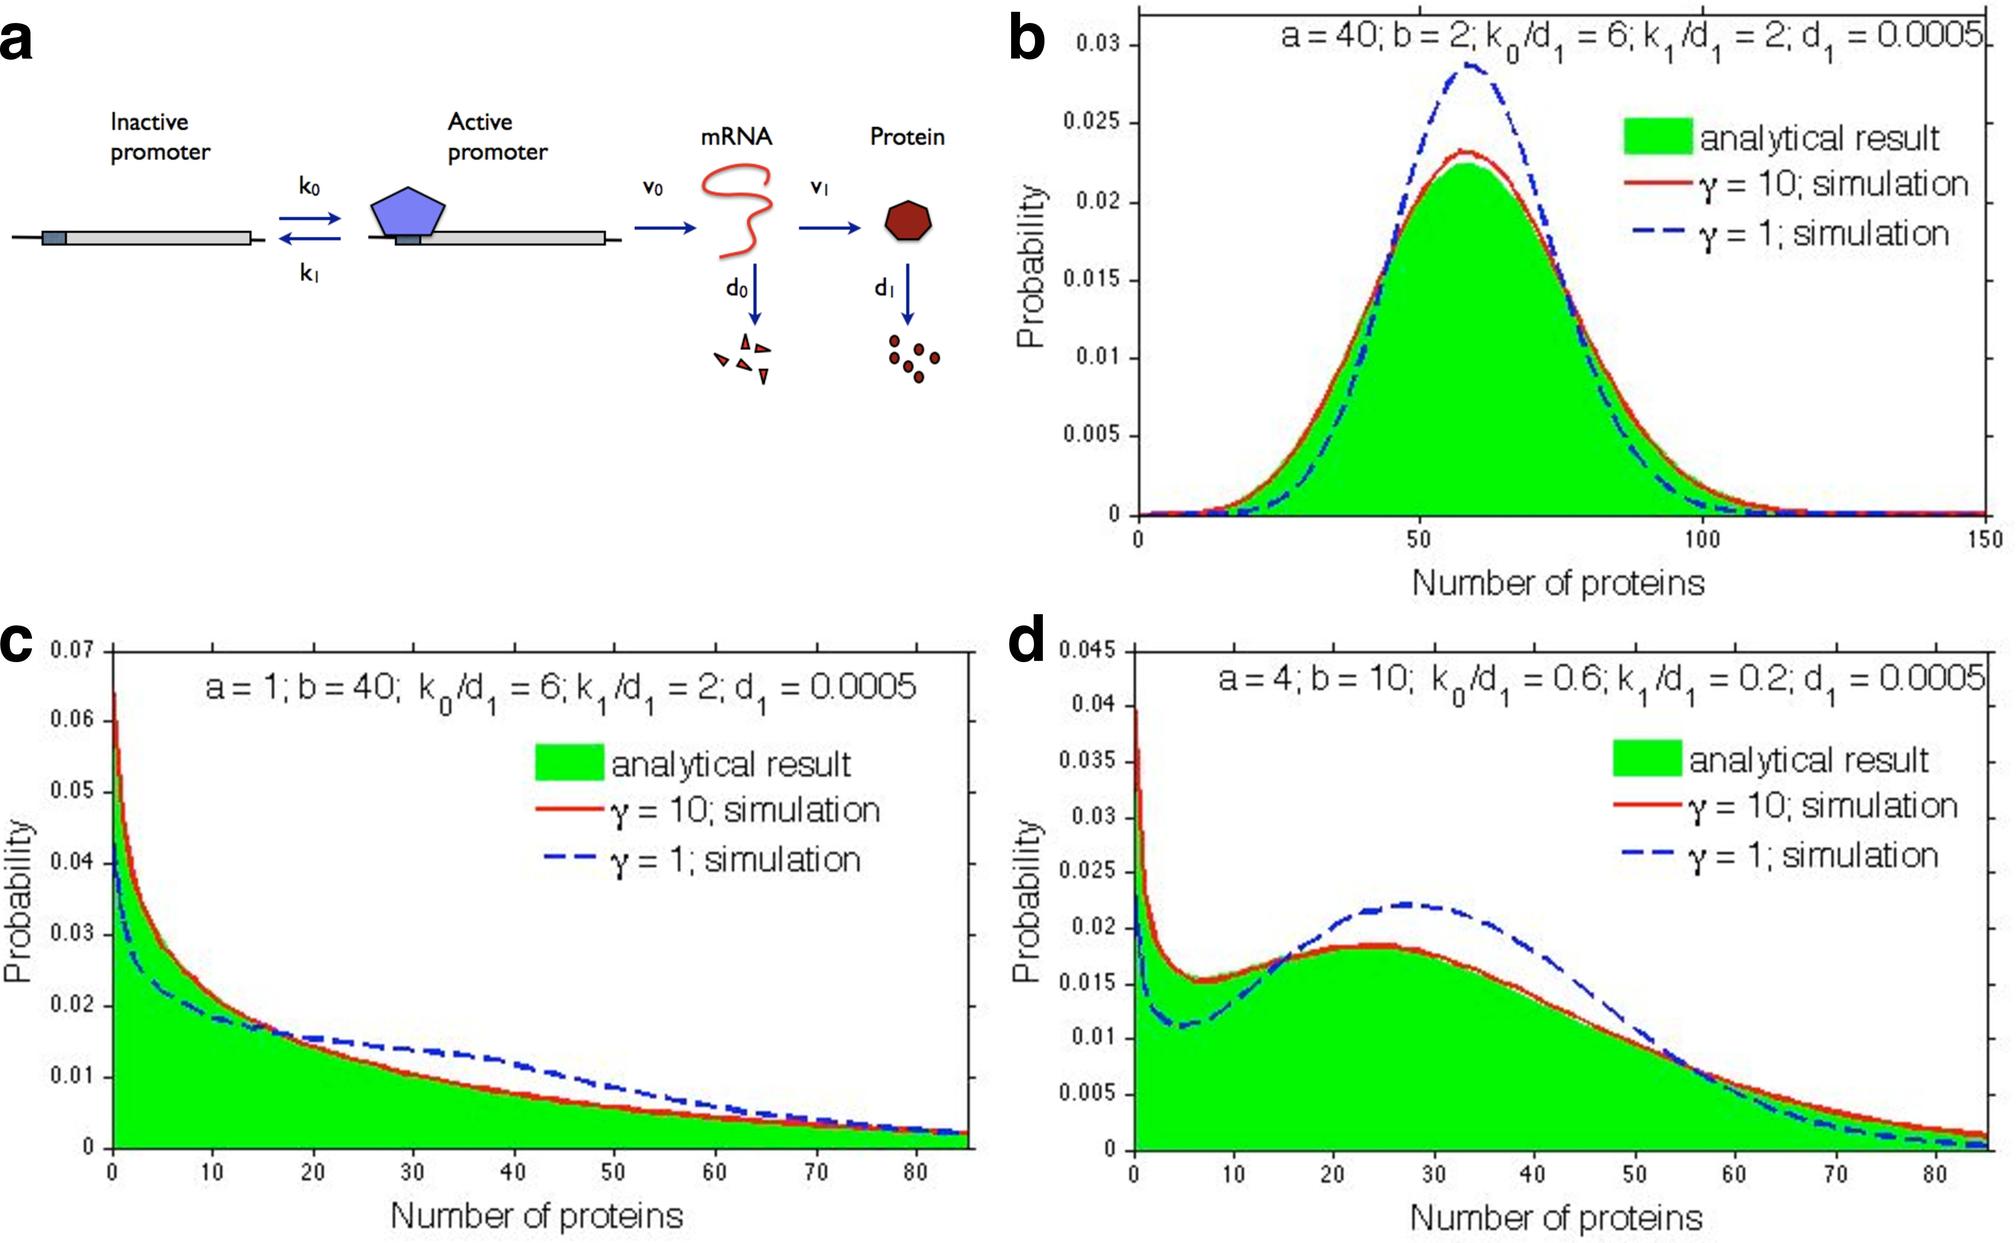 a
Inactive
promoter
Active
promoter
mRNA
Protein
k₀
k₁
v₀
v₁
d₀
d₁
b
a = 40; b = 2; k₀/d₁ = 6; k₁/d₁ = 2; d₁ = 0.0005
analytical result
γ = 10; simulation
γ = 1; simulation
Probability
0.03
0.025
0.02
0.015
0.01
0.005
0
0 50 100 150
Number of proteins
c
a = 1; b = 40; k₀/d₁ = 6; k₁/d₁ = 2; d₁ = 0.0005
analytical result
γ = 10; simulation
γ = 1; simulation
Probability
0.07
0.06
0.05
0.04
0.03
0.02
0.01
0
0 10 20 30 40 50 60 70 80
Number of proteins
d
a = 4; b = 10; k₀/d₁ = 0.6; k₁/d₁ = 0.2; d₁ = 0.0005
analytical result
γ = 10; simulation
γ = 1; simulation
Probability
0.045
0.04
0.035
0.03
0.025
0.02
0.015
0.01
0.005
0
0 10 20 30 40 50 60 70 80
Number of proteins